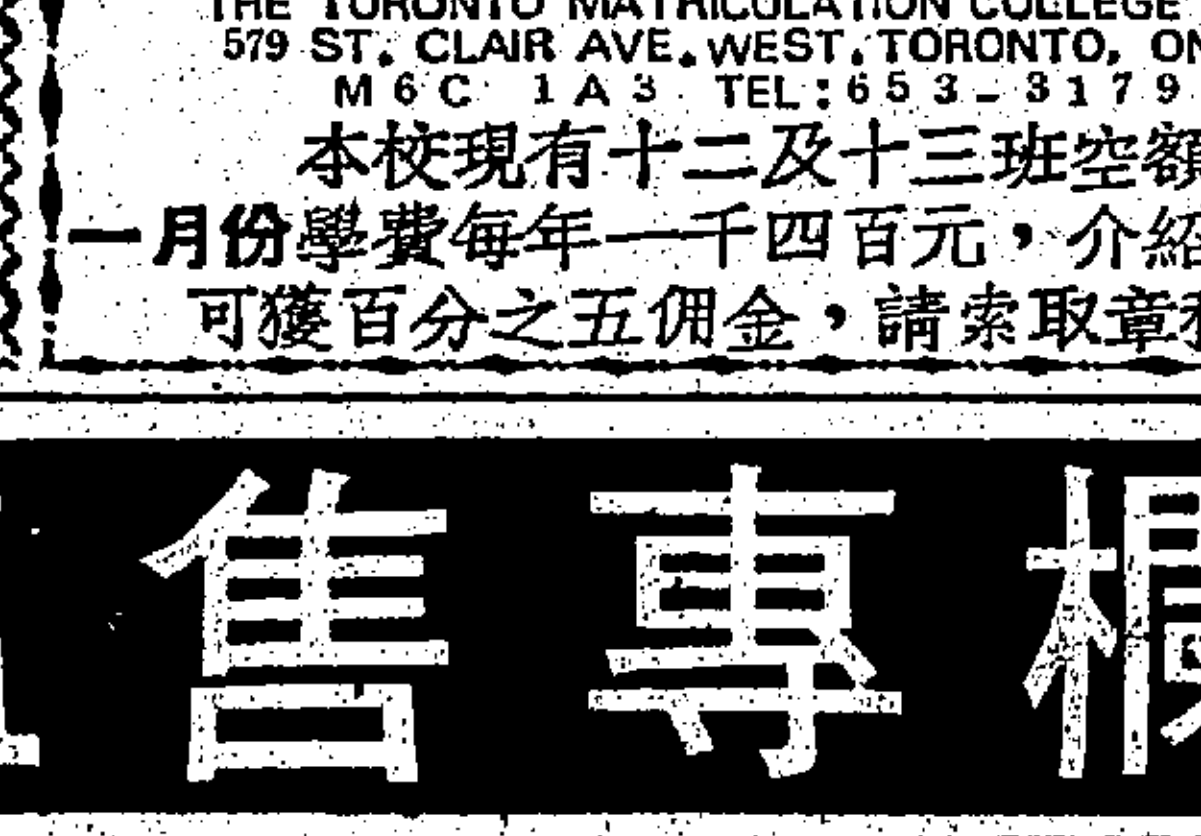 THE TORONTO MATRICULATION COLLEGE
579 ST. CLAIR AVE. WEST. TORONTO, ON
M6C 1A3 TEL: 653-3179
本校現有十二及十三班空額
一月份學費每年一千四百元，介紹
可獲百分之五佣金，請索取章
售專